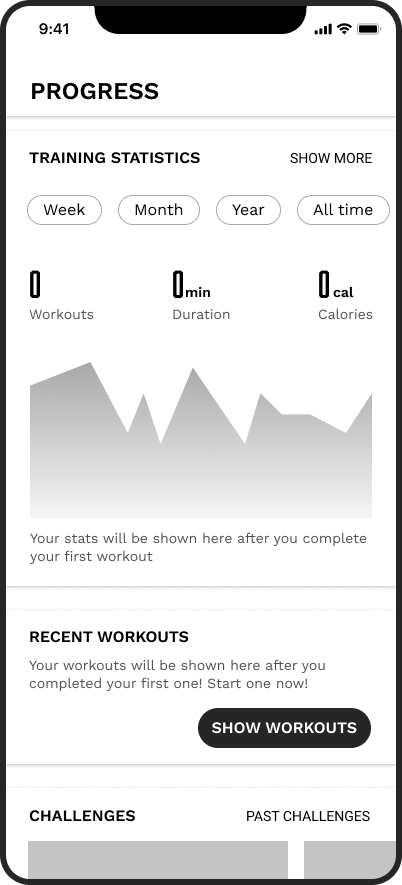 9:41
PROGRESS
TRAINING STATISTICS SHOW MORE
Week Month Year All time
0 0min 0 cal
Workouts Duration Calories
Your stats will be shown here after you complete
your first workout
RECENT WORKOUTS
Your workouts will be shown here after you
completed your first one! Start one now!
SHOW WORKOUTS
CHALLENGES PAST CHALLENGES